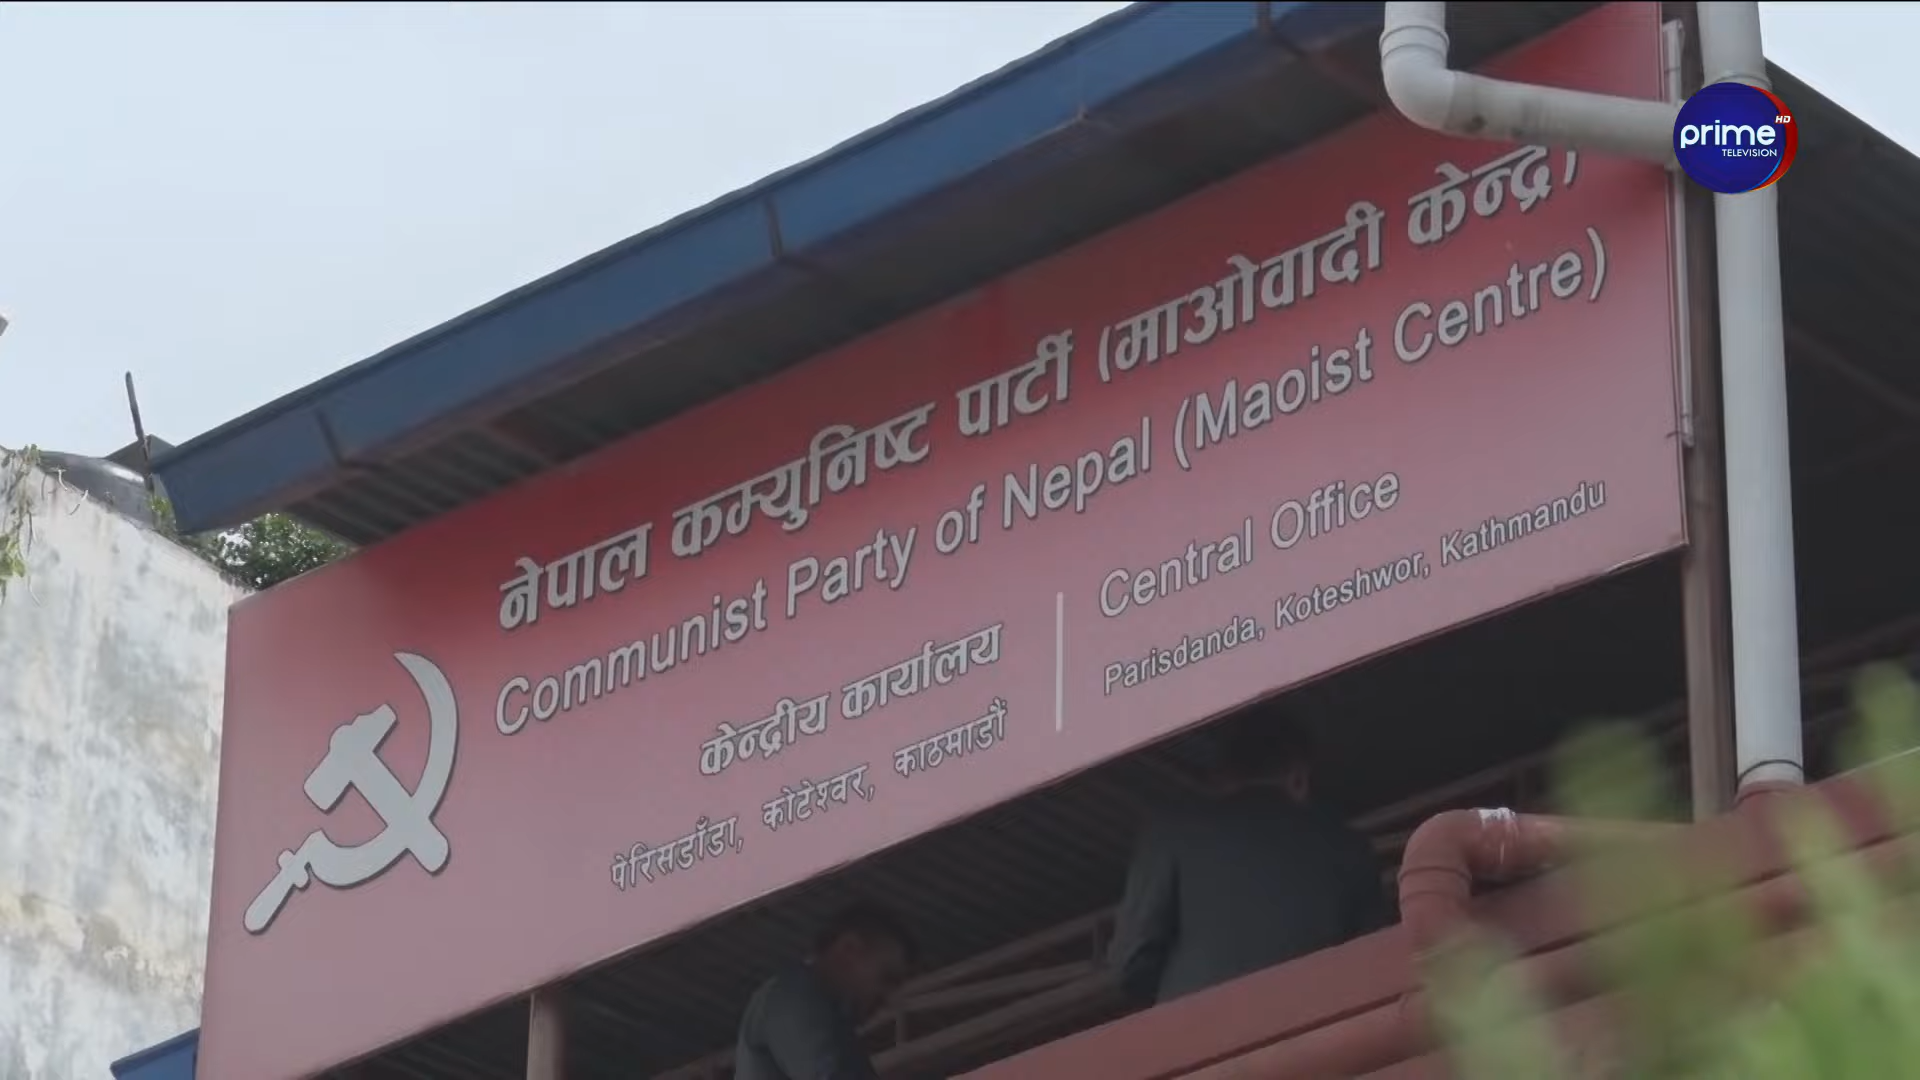 नेपाल कम्युनिष्ट पार्टी (माओवादी केन्द्र)
Communist Party of Nepal (Maoist Centre)
केन्द्रीय कार्यालय
पेरिसडाँडा, कोटेश्वर, काठमाडौं
Central Office
Parisdanda, Koteshwor, Kathmandu
prime HD
TELEVISION